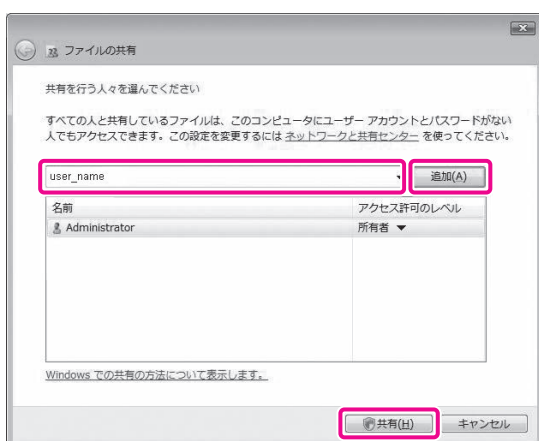 ファイルの共有
共有を行う人々を選んでください
すべての人と共有しているファイルは、このコンピュータにユーザー アカウントとパスワードがない
人でもアクセスできます。この設定を変更するには ネットワークと共有センター を使ってください。
user_name
追加(A)
名前 アクセス許可のレベル
Administrator 所有者 ▼
Windows での共有の方法について表示します。
共有(H) キャンセル